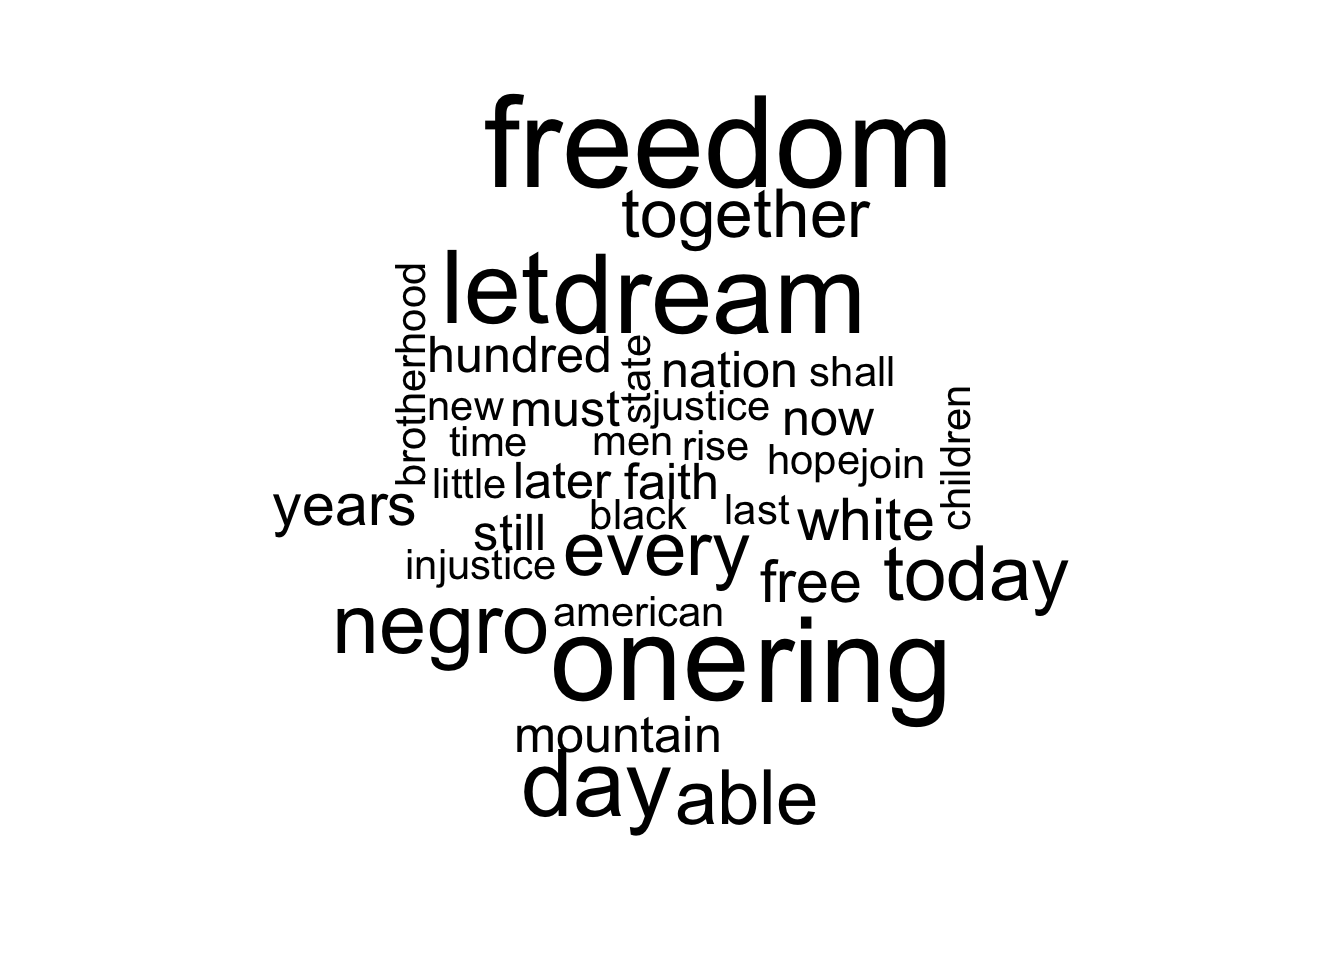 freedom
together
let dream
brotherhood
hundred
state
nation shall
new must justice now
children
time men rise
hope join
little later faith
years
black last white
still
every
injustice
free today
negro american
one ring
mountain
day able